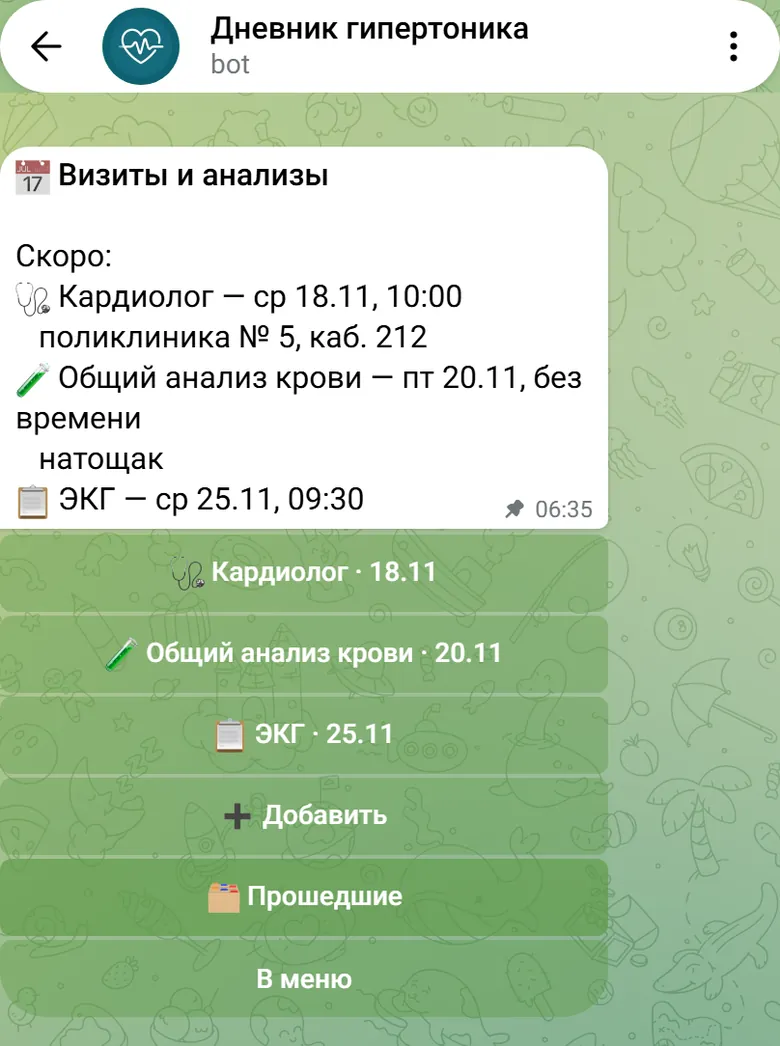 Дневник гипертоника
bot
JUL
17
Визиты и анализы
Скоро:
Кардиолог — ср 18.11, 10:00
поликлиника № 5, каб. 212
Общий анализ крови — пт 20.11, без
времени
натощак
ЭКГ — ср 25.11, 09:30
06:35
Кардиолог · 18.11
Общий анализ крови · 20.11
ЭКГ · 25.11
Добавить
Прошедшие
В меню